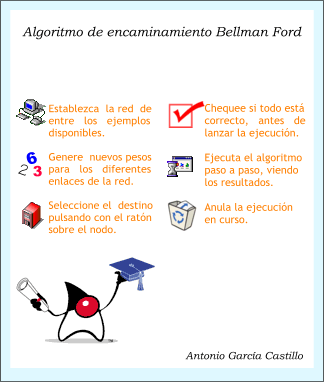 Algoritmo de encaminamiento Bellman Ford
Establezca la red de
entre los ejemplos
disponibles.
Genere nuevos pesos
para los diferentes
enlaces de la red.
Seleccione el destino
pulsando con el ratón
sobre el nodo.
Chequee si todo está
correcto, antes de
lanzar la ejecución.
Ejecuta el algoritmo
paso a paso, viendo
los resultados.
Anula la ejecución
en curso.
6
2 3
Antonio García Castillo